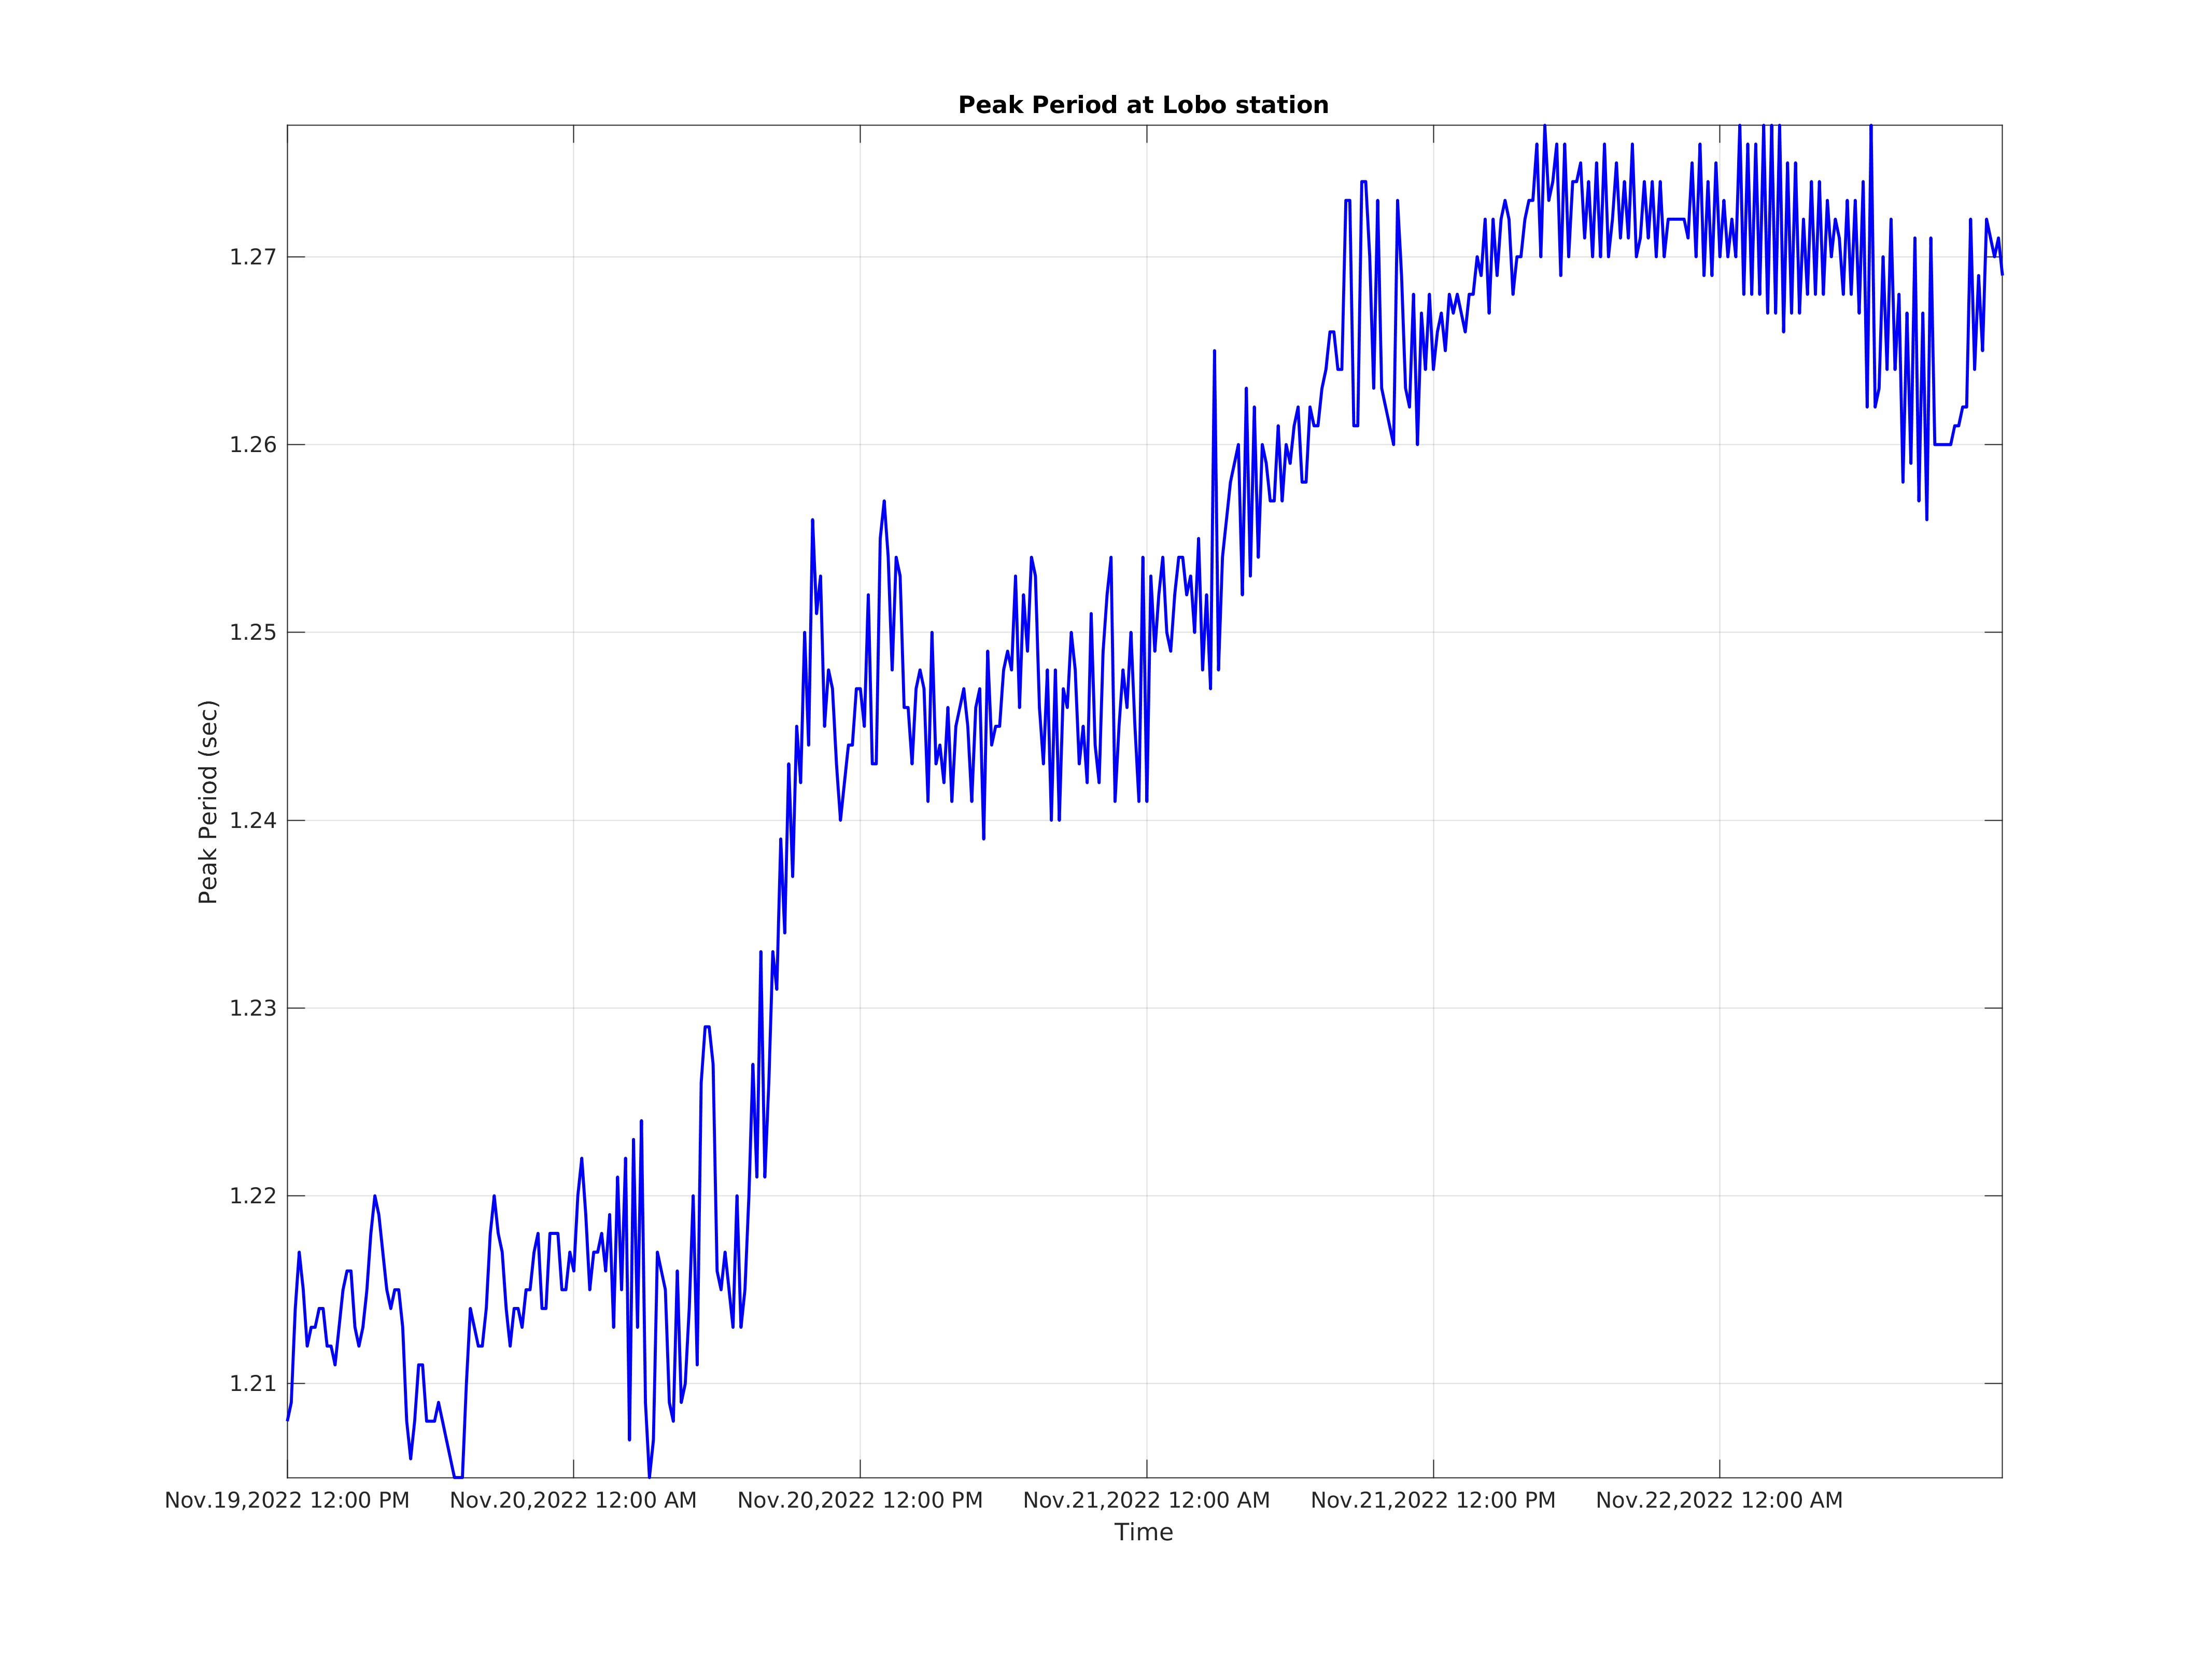 Peak Period at Lobo station
Peak Period (sec)
1.27
1.26
1.25
1.24
1.23
1.22
1.21
Nov.19,2022 12:00 PM
Nov.20,2022 12:00 AM
Nov.20,2022 12:00 PM
Nov.21,2022 12:00 AM
Nov.21,2022 12:00 PM
Nov.22,2022 12:00 AM
Time